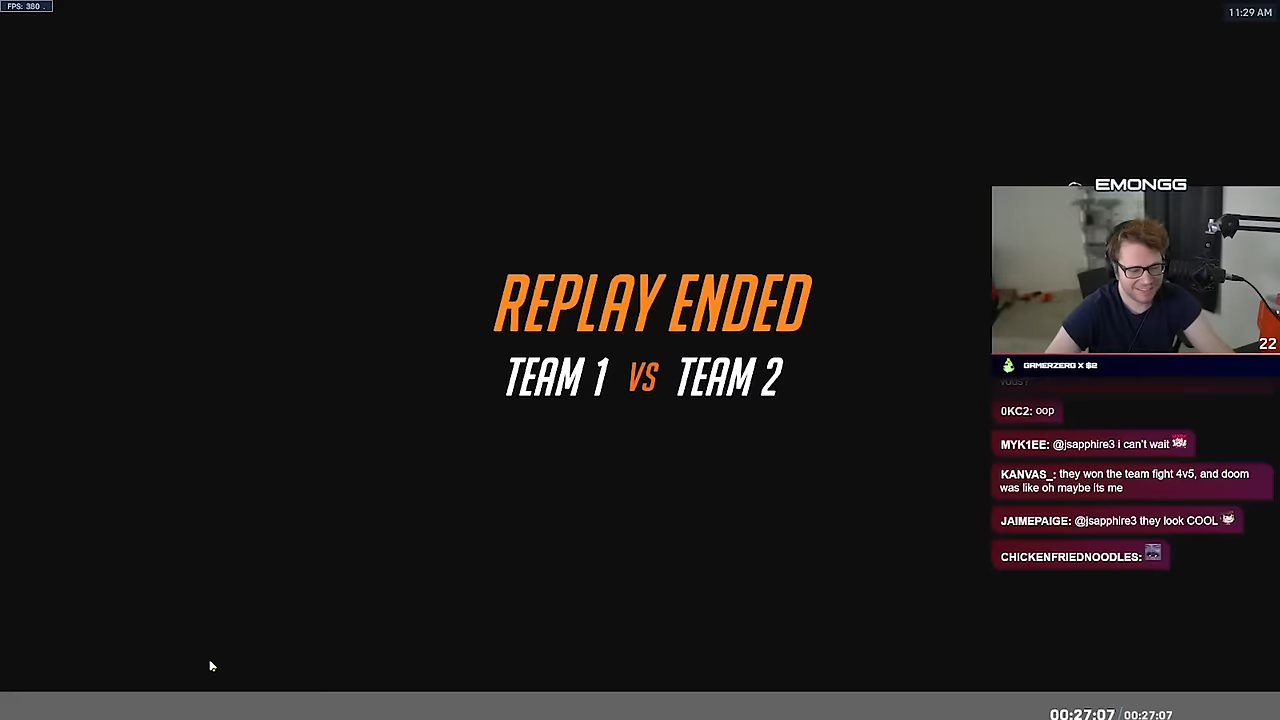 FPS: 380 .
11:29 AM
EMONGG
REPLAY ENDED
TEAM 1 VS TEAM 2
22
GAMERZERG X $2
VOUS?
0KC2: oop
MYK1EE: @jsapphire3 i can't wait
KANVAS_: they won the team fight 4v5, and doom
was like oh maybe its me
JAIMEPAIGE: @jsapphire3 they look COOL
CHICKENFRIEDNOODLES:
00:27:07 / 00:27:07